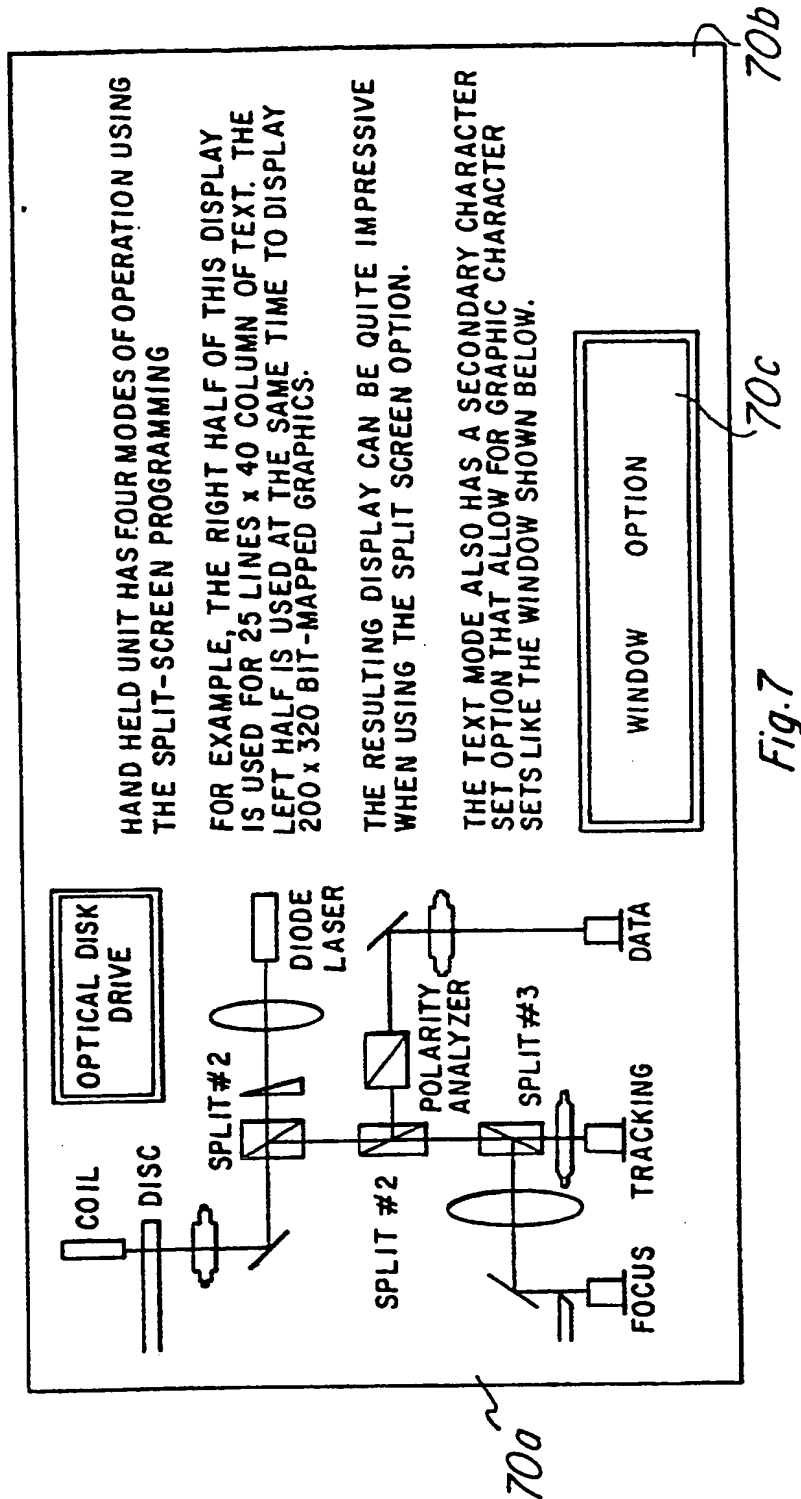 OPTICAL DISK
DRIVE
COIL
DISC
SPLIT#2
DIODE
LASER
SPLIT #2
POLARITY
ANALYZER
SPLIT#3
FOCUS
TRACKING
DATA
HAND HELD UNIT HAS FOUR MODES OF OPERATION USING
THE SPLIT-SCREEN PROGRAMMING
FOR EXAMPLE, THE RIGHT HALF OF THIS DISPLAY
IS USED FOR 25 LINES x 40 COLUMN OF TEXT. THE
LEFT HALF IS USED AT THE SAME TIME TO DISPLAY
200 x 320 BIT-MAPPED GRAPHICS.
THE RESULTING DISPLAY CAN BE QUITE IMPRESSIVE
WHEN USING THE SPLIT SCREEN OPTION.
THE TEXT MODE ALSO HAS A SECONDARY CHARACTER
SET OPTION THAT ALLOW FOR GRAPHIC CHARACTER
SETS LIKE THE WINDOW SHOWN BELOW.
WINDOW OPTION
70a
70c
70b
Fig.7